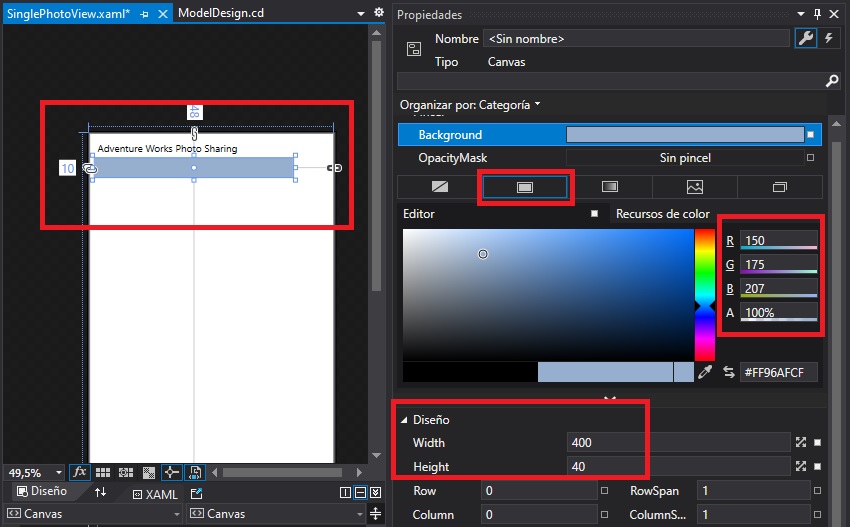 SinglePhotoView.xaml*
ModelDesign.cd
48
Adventure Works Photo Sharing
10
49,5%
fx
Diseño
XAML
Canvas
Canvas
Propiedades
Nombre <Sin nombre>
Tipo Canvas
Organizar por: Categoría
Background
OpacityMask Sin pincel
Editor Recursos de color
R 150
G 175
B 207
A 100%
#FF96AFCF
Diseño
Width 400
Height 40
Row 0 RowSpan 1
Column 0 ColumnS... 1